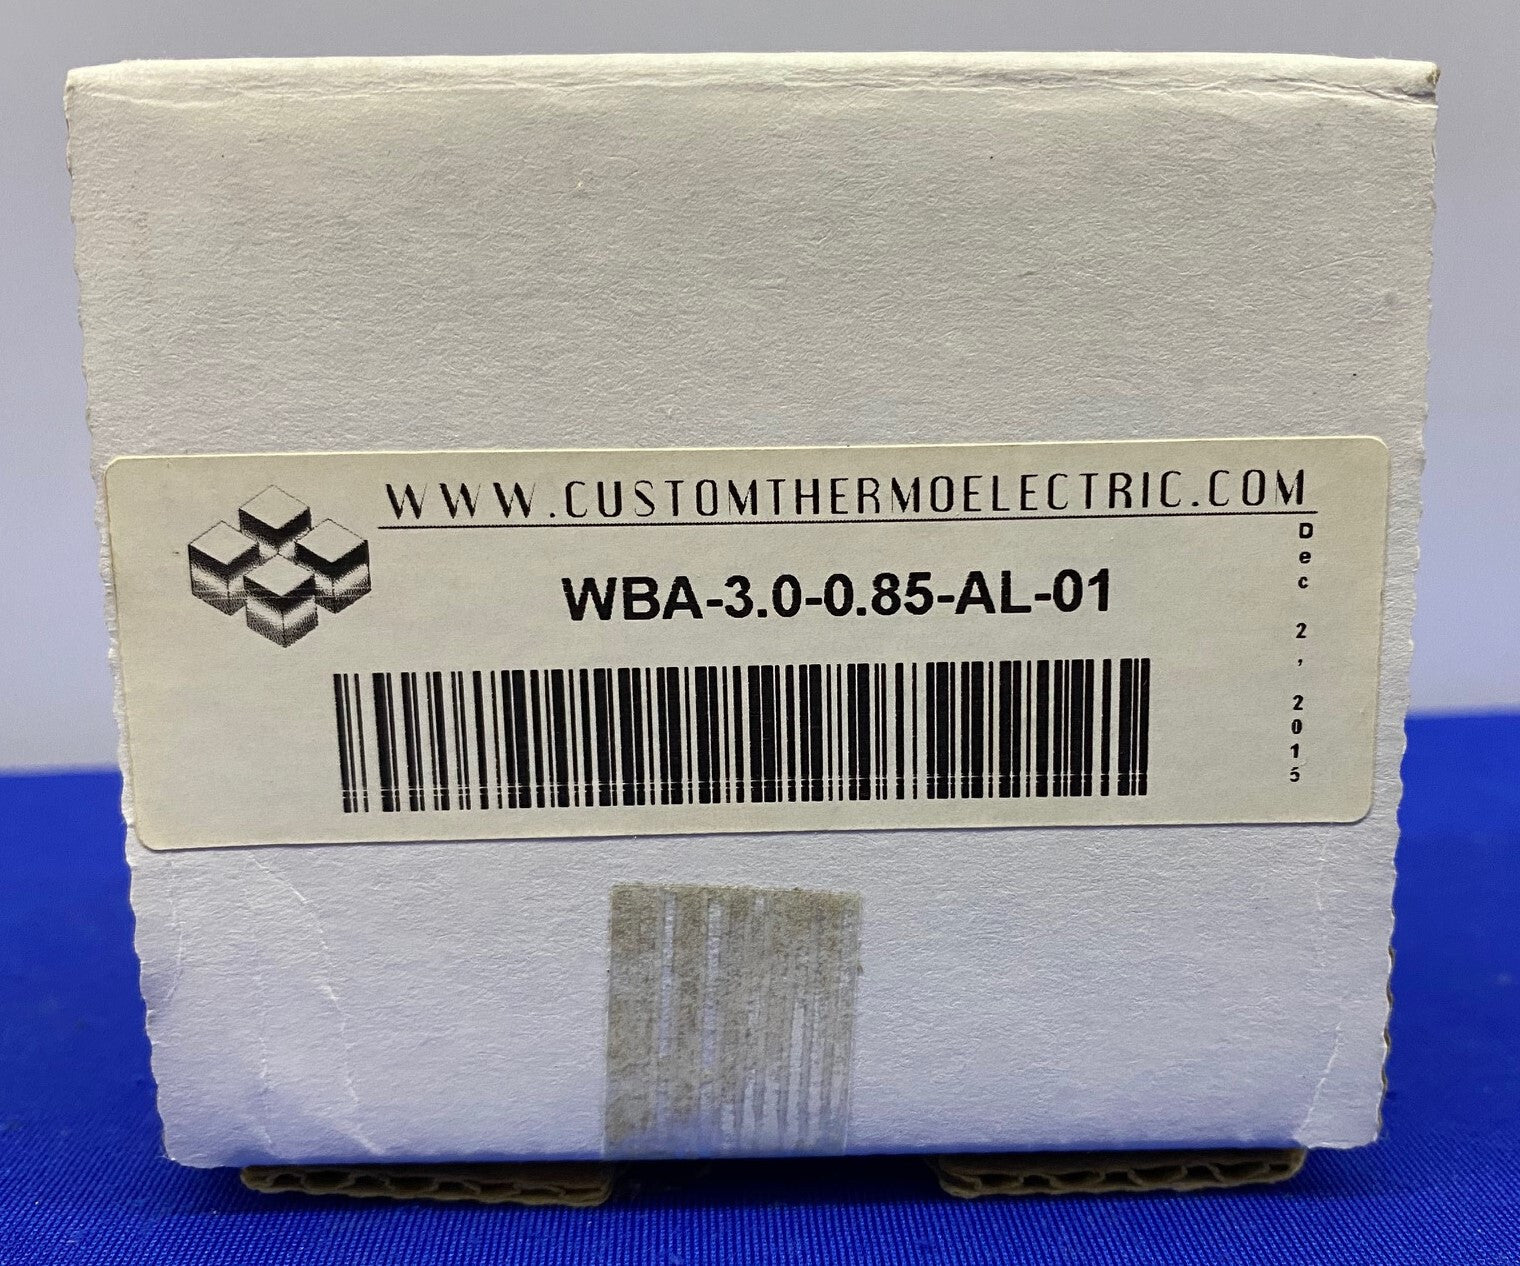 WWW.CUSTOMTHERMOELECTRIC.COM
WBA-3.0-0.85-AL-01
Dec 2, 2015